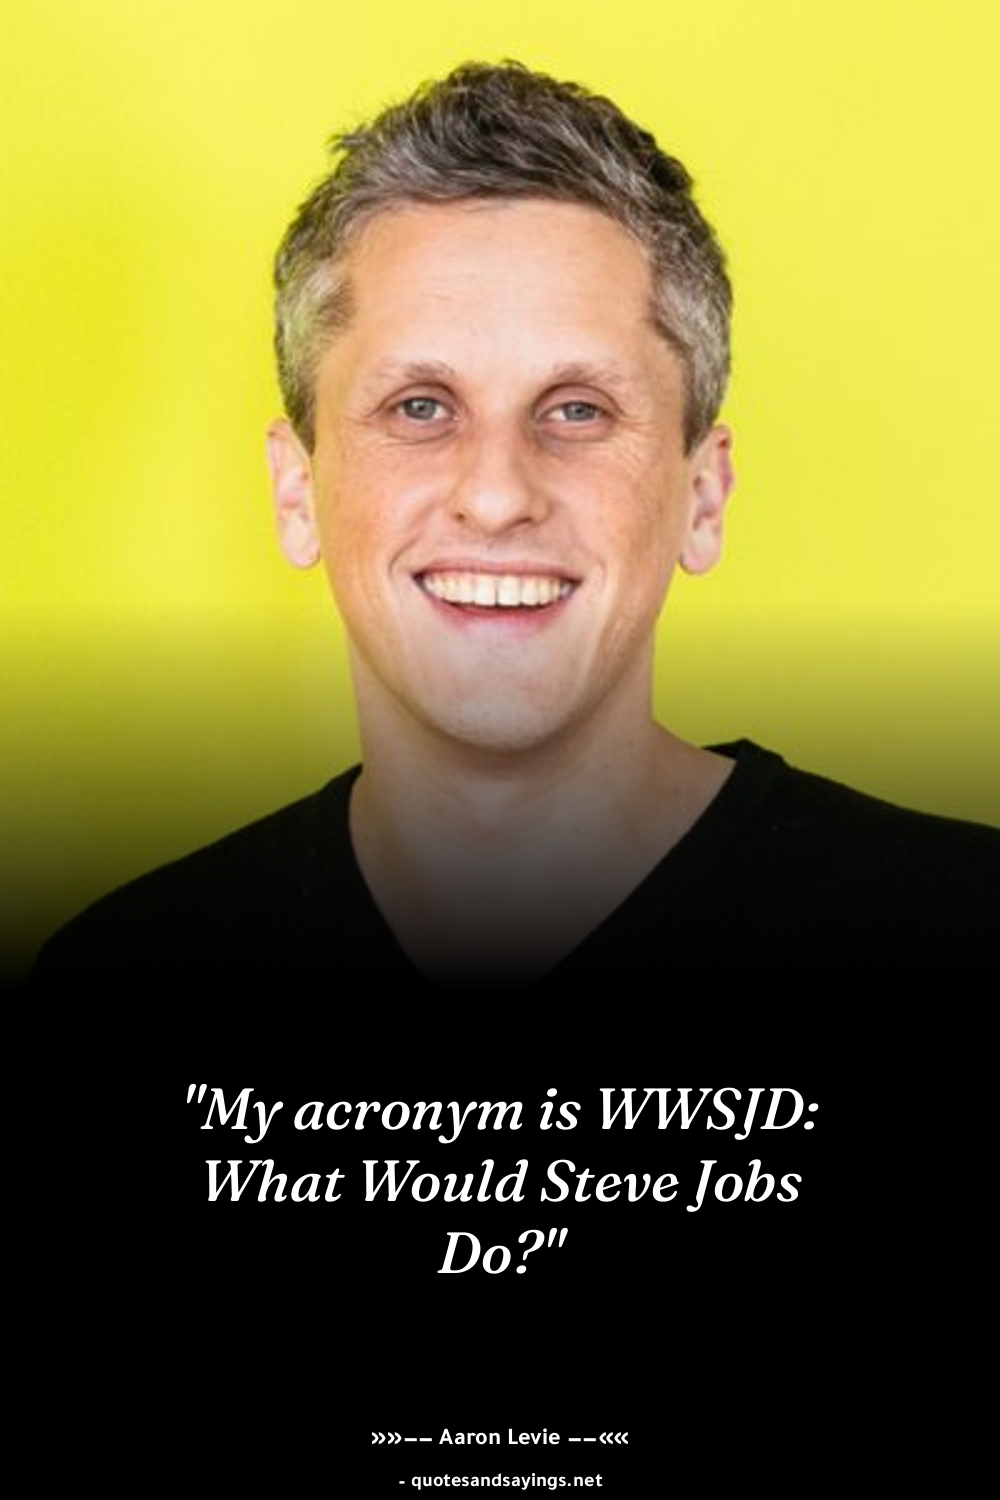 "My acronym is WWSJD:
What Would Steve Jobs
Do?"
»»−− Aaron Levie −−««
- quotesandsayings.net